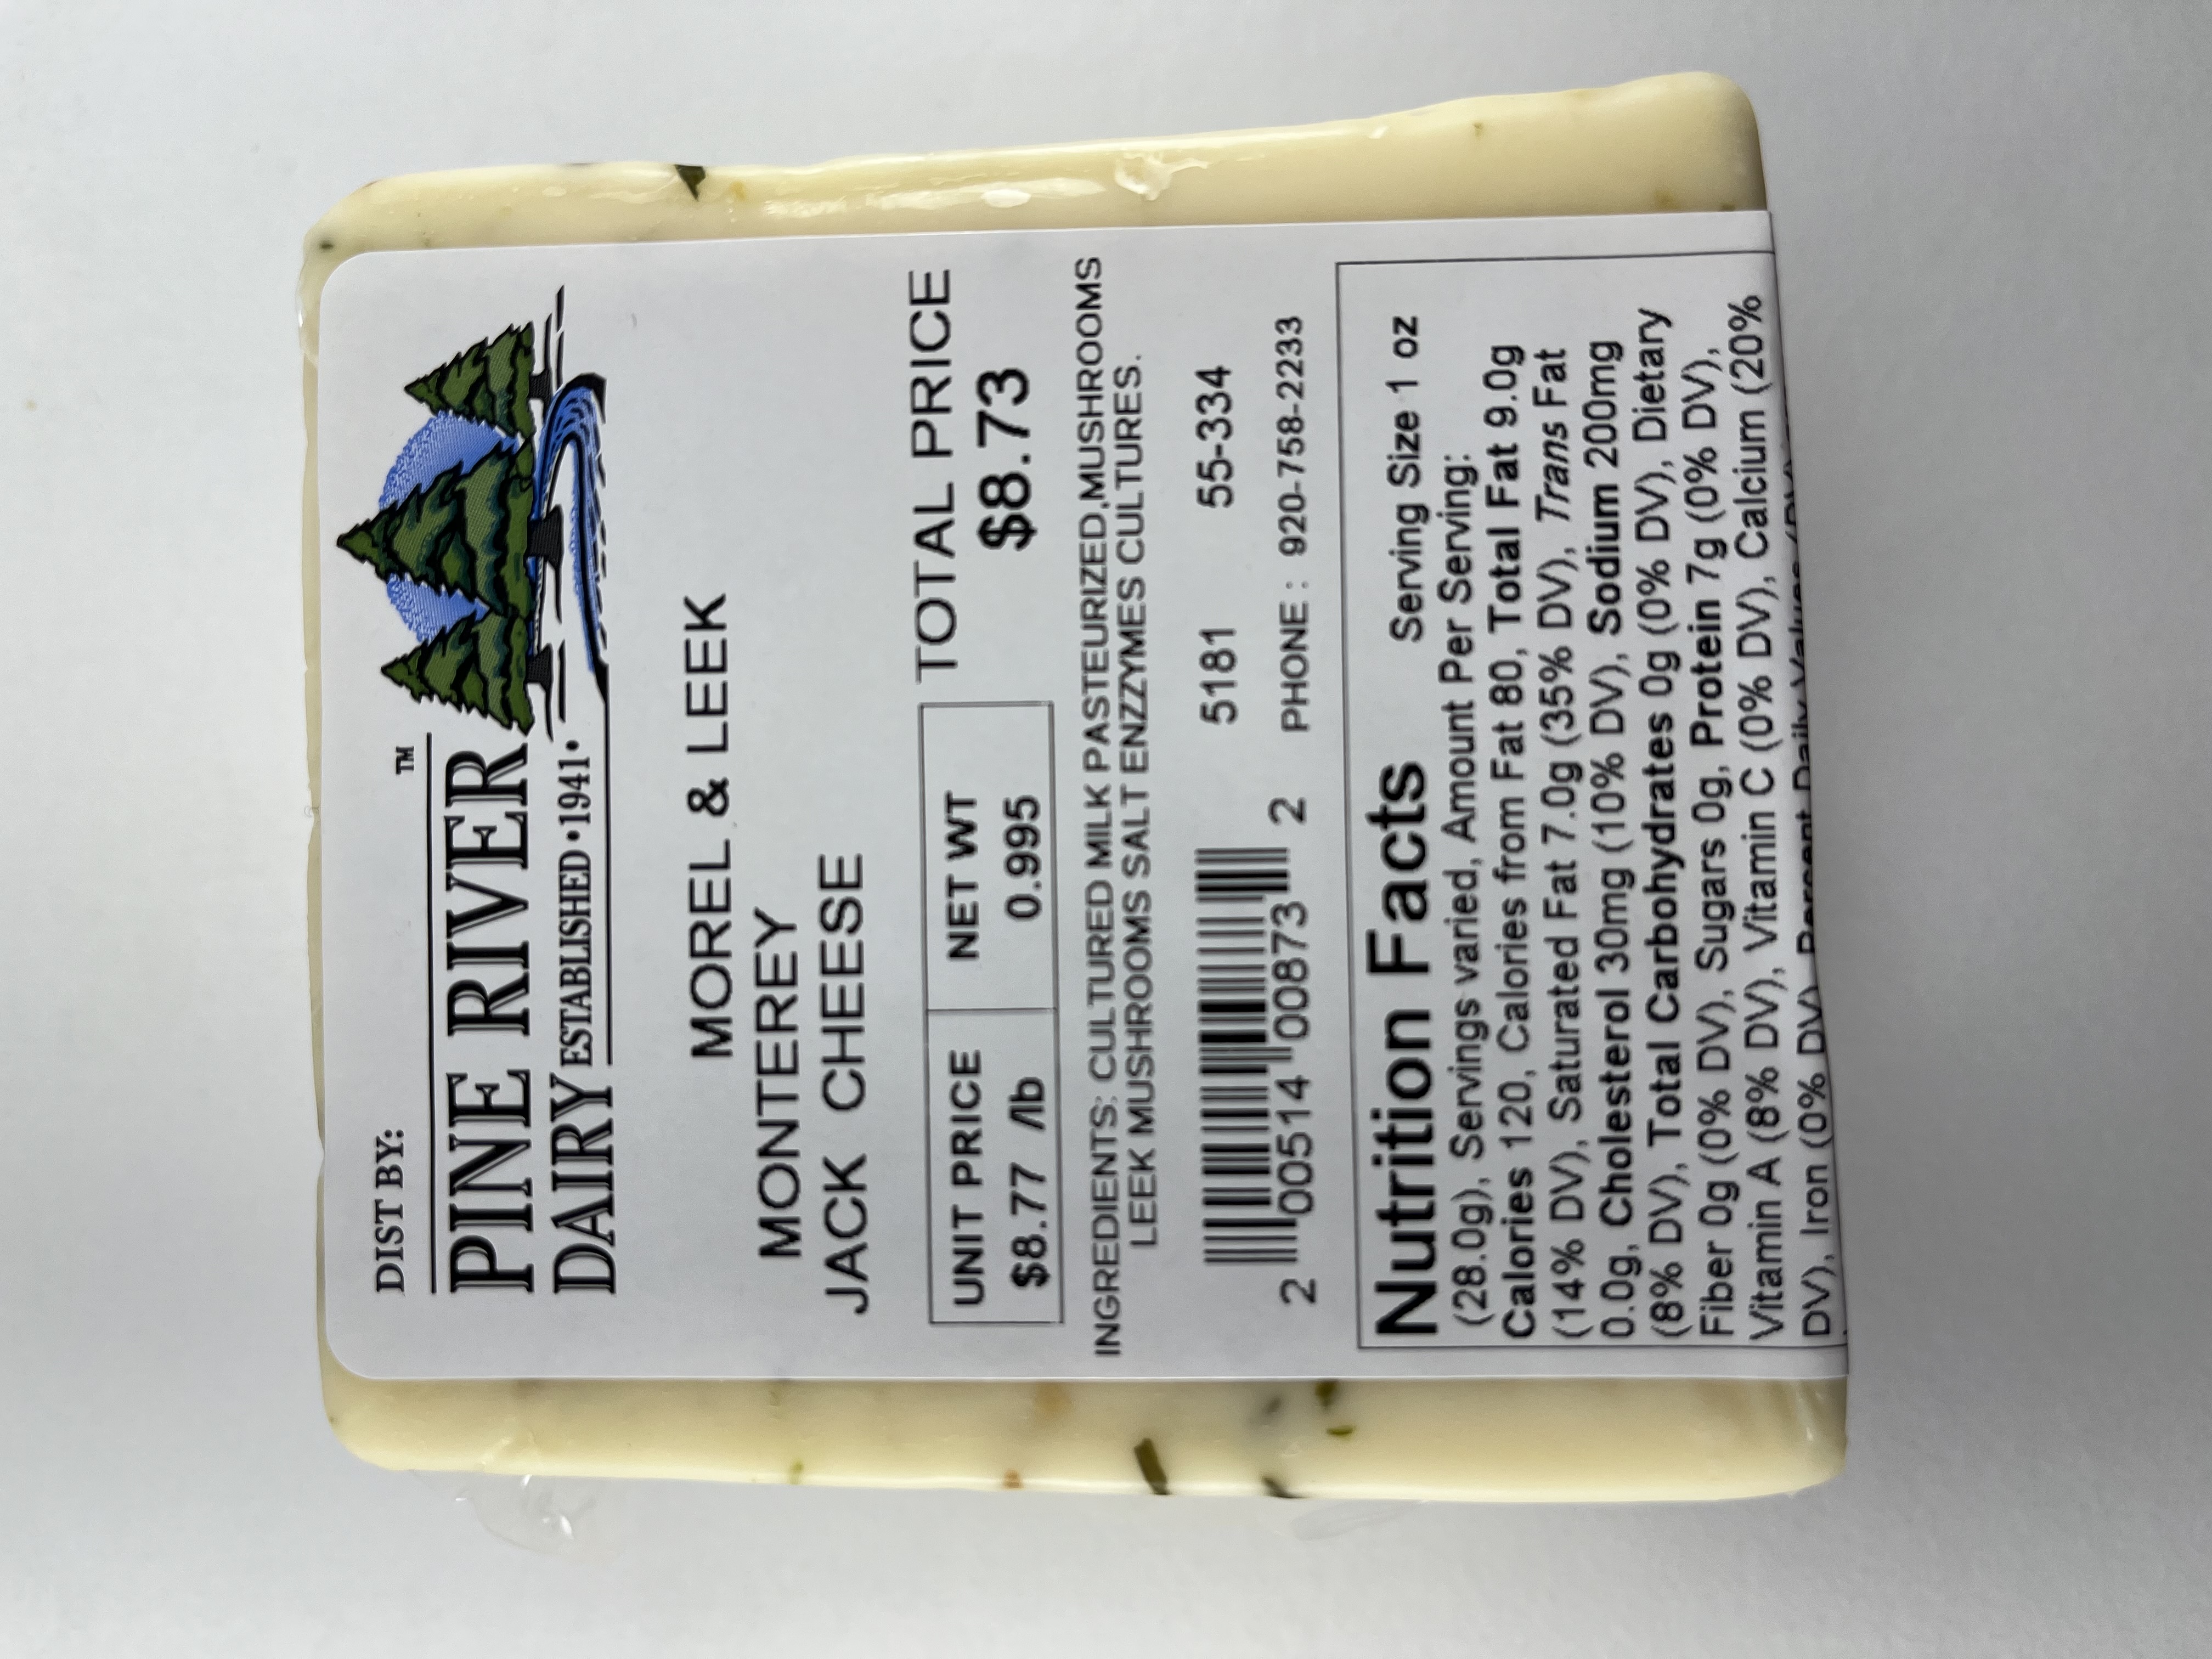 DIST BY:
PINE RIVER™
DAIRY ESTABLISHED • 1941 •
MOREL & LEEK
MONTEREY
JACK CHEESE
UNIT PRICE NET WT TOTAL PRICE
$8.77 /lb 0.995 $8.73
INGREDIENTS: CULTURED MILK PASTEURIZED,MUSHROOMS
LEEK MUSHROOMS SALT ENZZYMES CULTURES.
5181 55-334
2 00514 00873 2 PHONE : 920-758-2233
Nutrition Facts Serving Size 1 oz
(28.0g), Servings varied, Amount Per Serving:
Calories 120, Calories from Fat 80, Total Fat 9.0g
(14% DV), Saturated Fat 7.0g (35% DV), Trans Fat
0.0g, Cholesterol 30mg (10% DV), Sodium 200mg
(8% DV), Total Carbohydrates 0g (0% DV), Dietary
Fiber 0g (0% DV), Sugars 0g, Protein 7g (0% DV),
Vitamin A (8% DV), Vitamin C (0% DV), Calcium (20%
DV), Iron (0% DV) Percent Daily Values (DV)